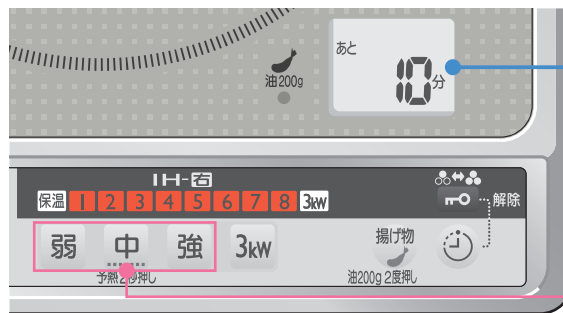 あと
10分
油200g
IH-右
保温 1 2 3 4 5 6 7 8 3kW
解除
弱 中 強 3kW
揚げ物
予熱2秒押し
油200g 2度押し